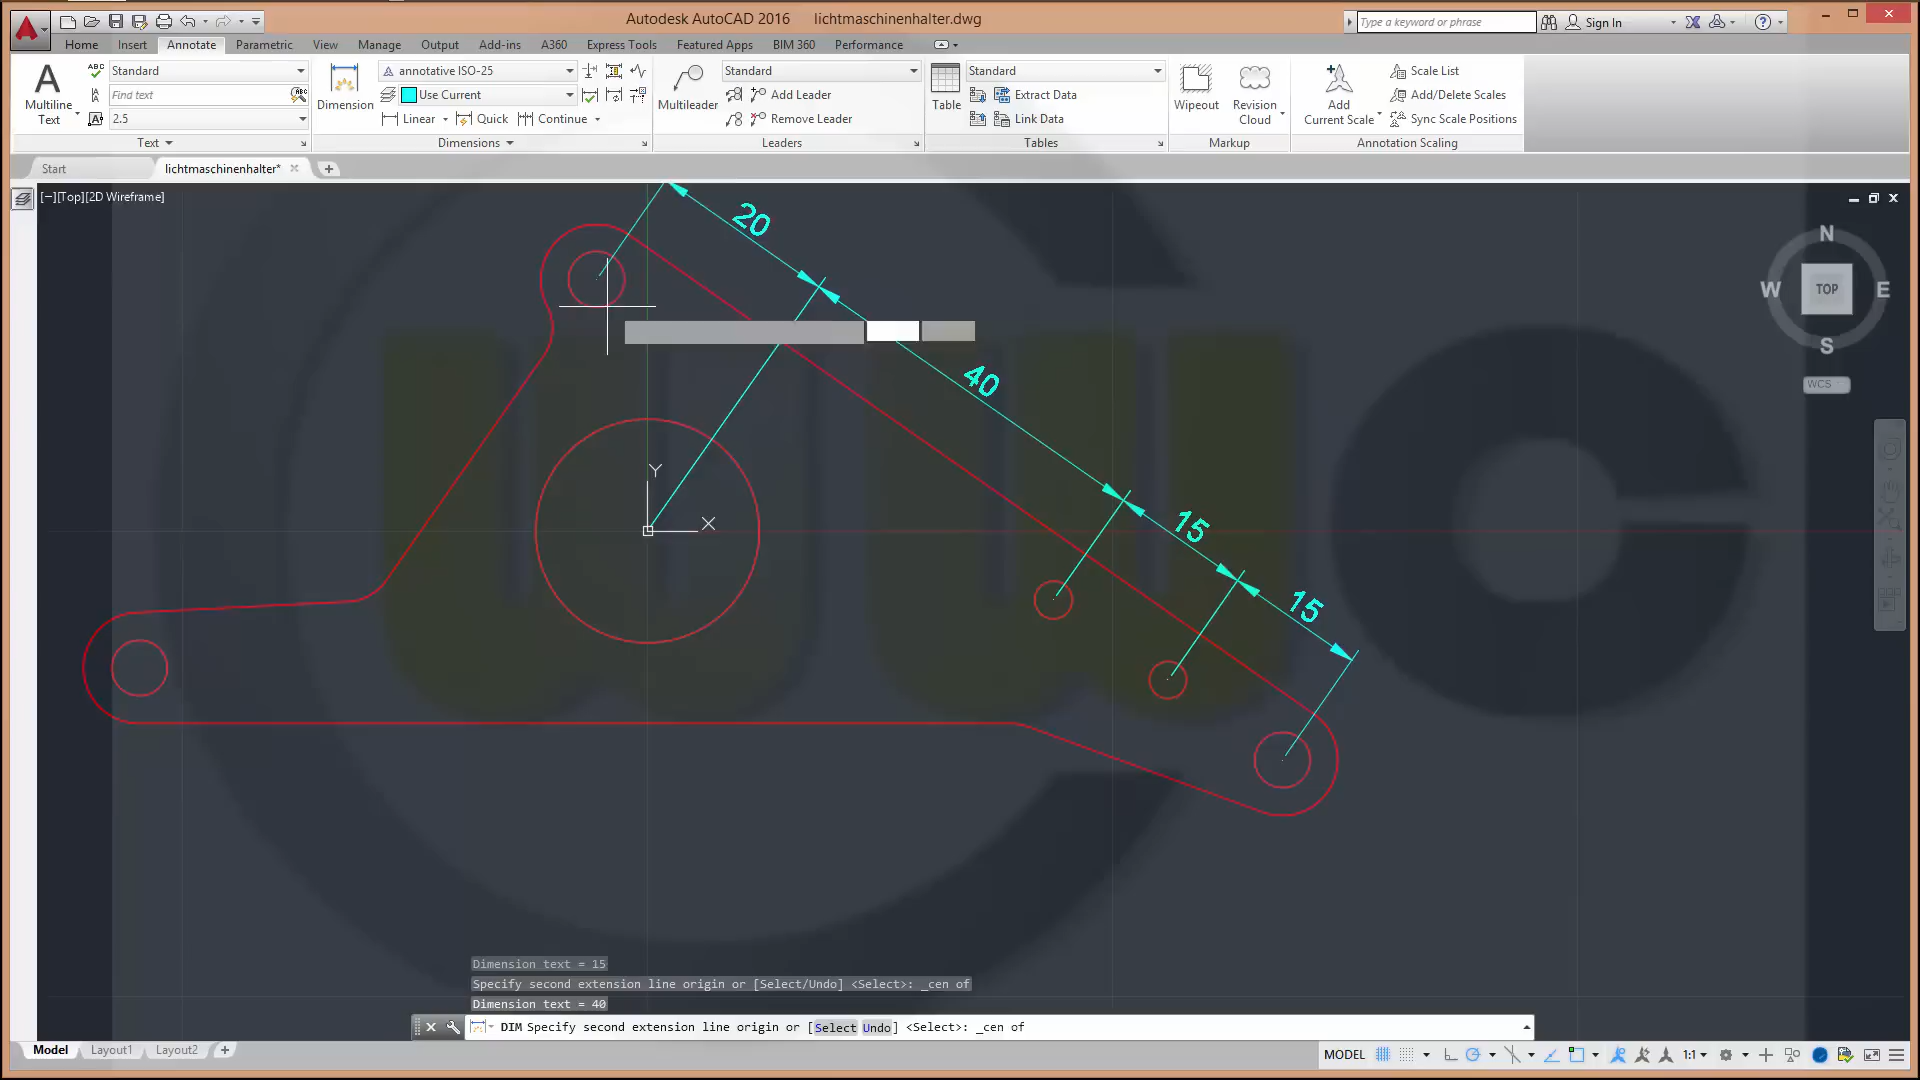 Autodesk AutoCAD 2016 lichtmaschinenhalter.dwg
Type a keyword or phrase
Sign In
Home Insert Annotate Parametric View Manage Output Add-ins A360 Express Tools Featured Apps BIM 360 Performance
A Multiline Text
ABC Standard
Find text
2.5
Text
Dimension
annotative ISO-25
Use Current
Linear Quick Continue
Dimensions
Multileader
Standard
Add Leader
Remove Leader
Leaders
Table
Standard
Extract Data
Link Data
Tables
Wipeout
Revision Cloud
Markup
Add Current Scale
Scale List
Add/Delete Scales
Sync Scale Positions
Annotation Scaling
Start lichtmaschinenhalter*
[−][Top][2D Wireframe]
20
40
15
15
Y
X
N
W TOP E
S
WCS
Dimension text = 15
Specify second extension line origin or [Select/Undo] <Select>: _cen of
Dimension text = 40
DIM Specify second extension line origin or [Select Undo] <Select>: _cen of
Model Layout1 Layout2
MODEL 1:1